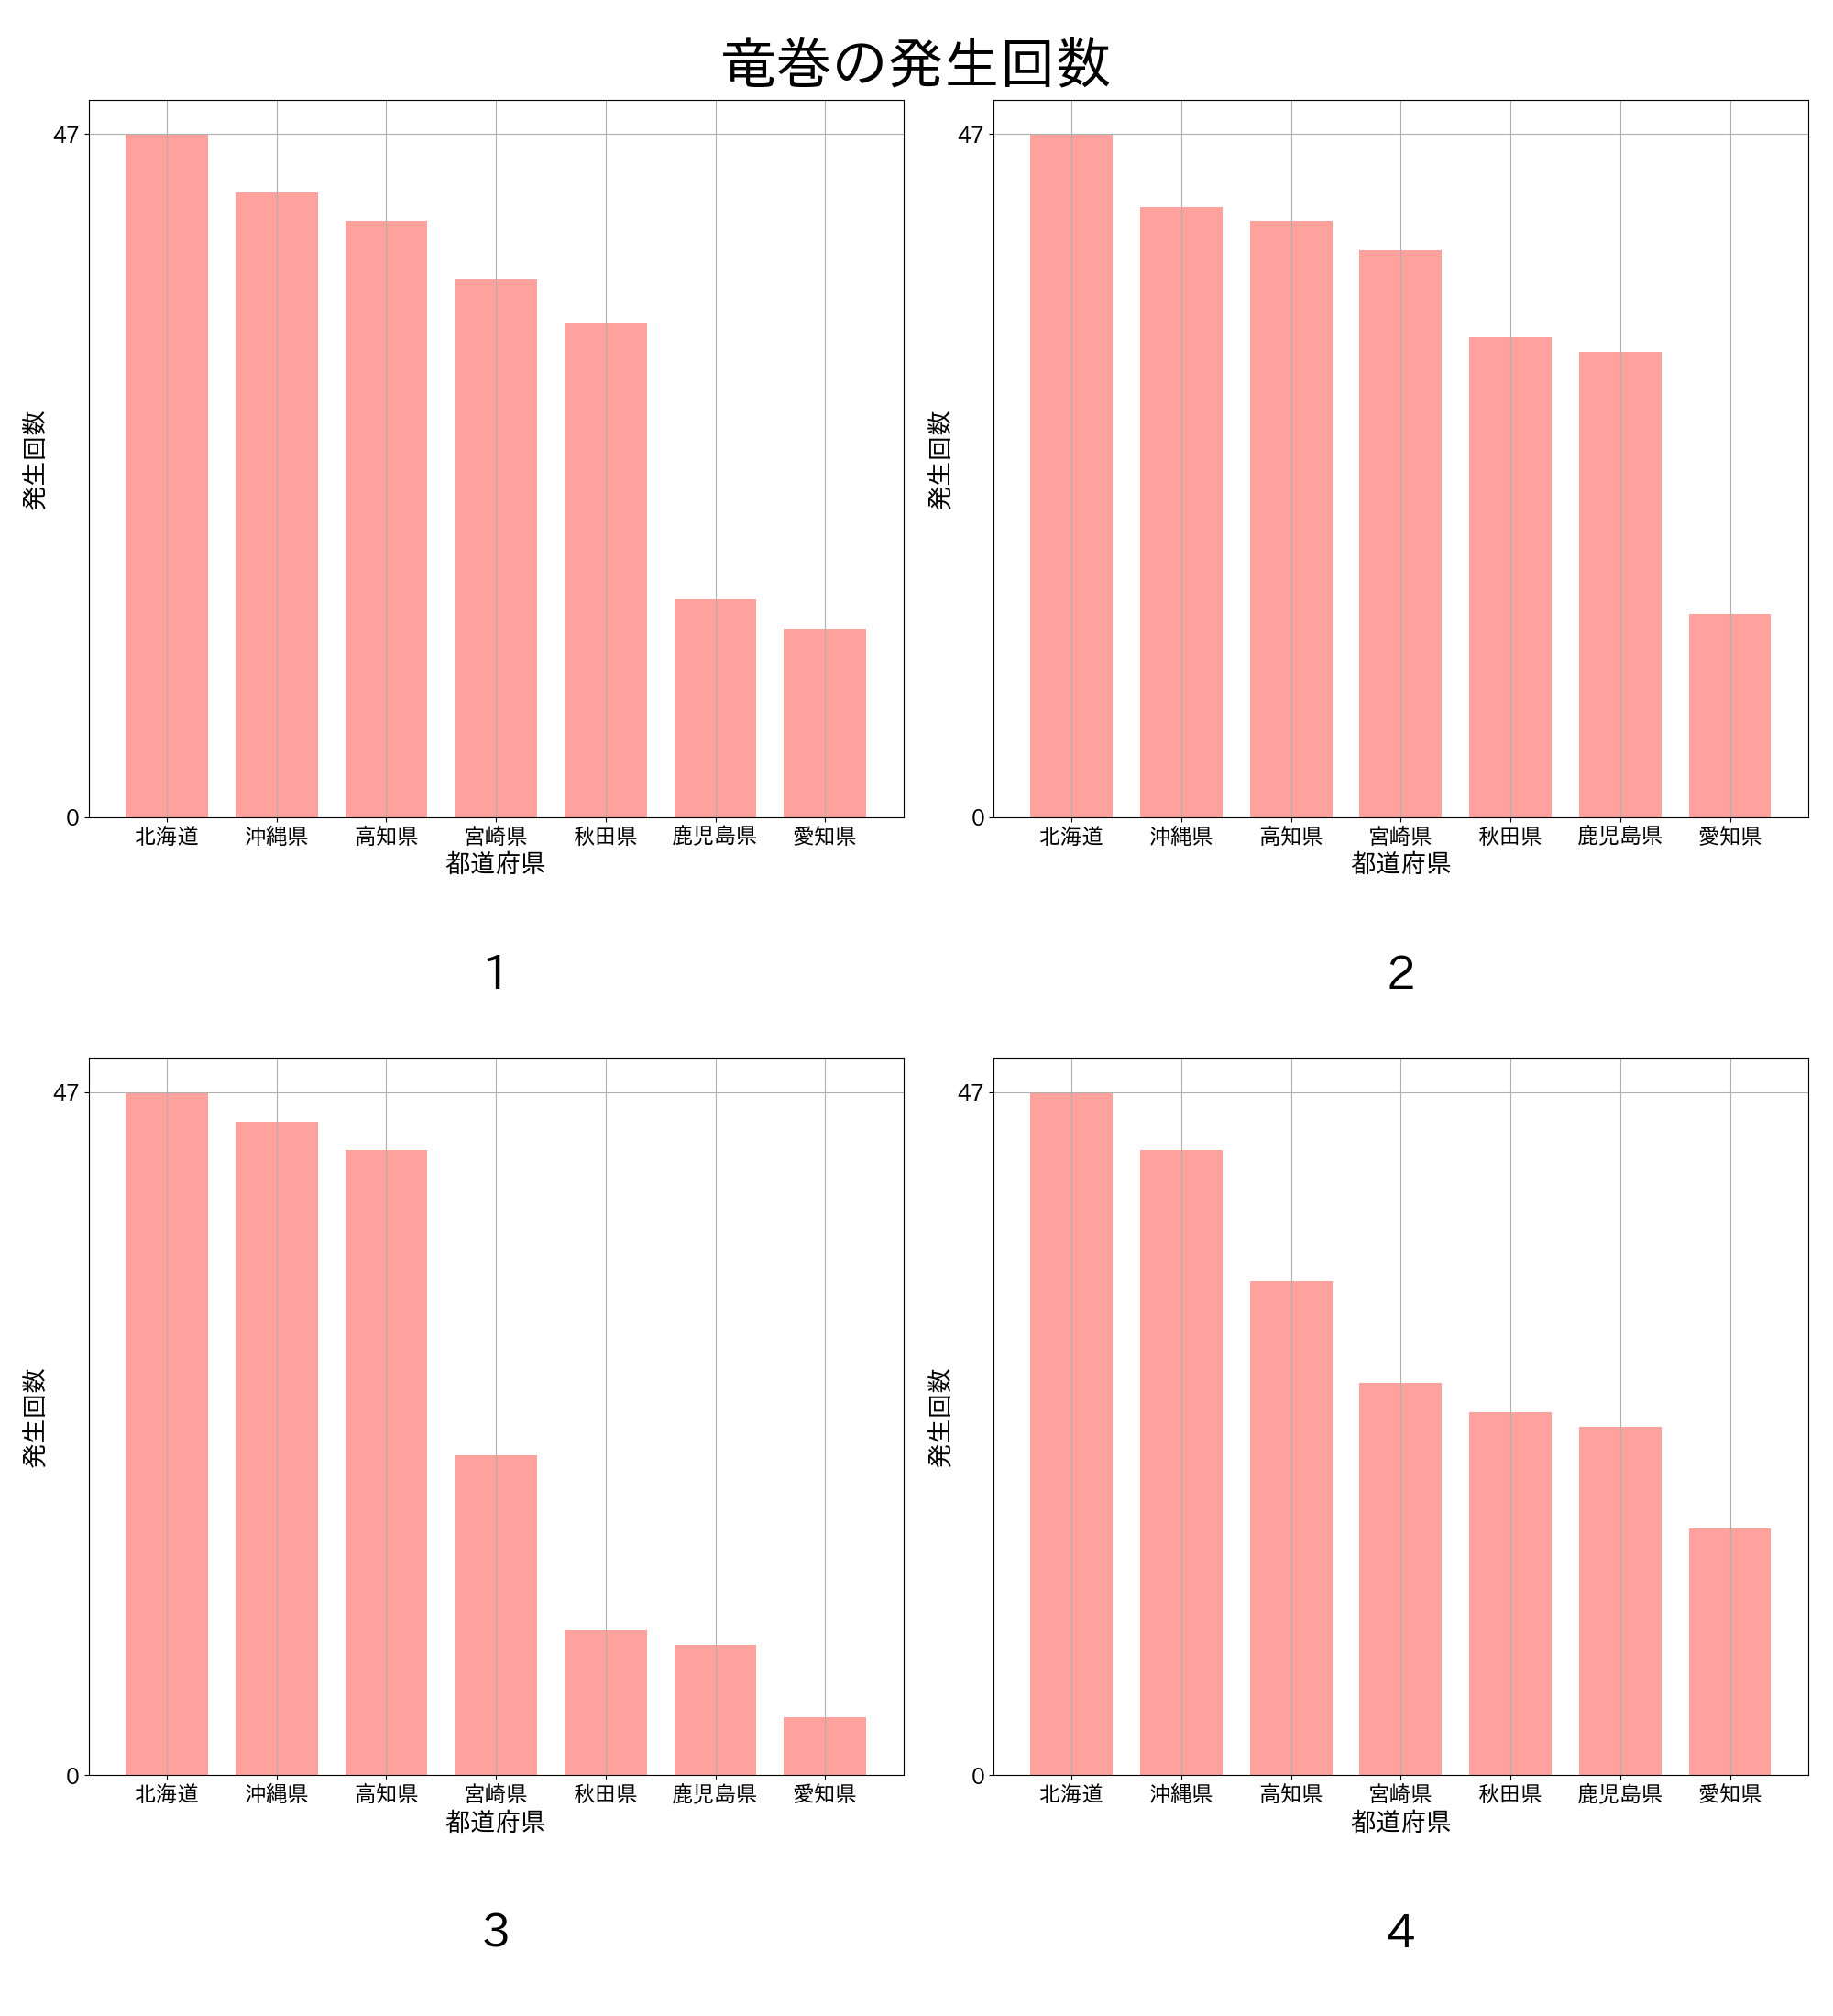 竜巻の発生回数
47
0
発生回数
北海道 沖縄県 高知県 宮崎県 秋田県 鹿児島県 愛知県
都道府県
1
47
0
発生回数
北海道 沖縄県 高知県 宮崎県 秋田県 鹿児島県 愛知県
都道府県
2
47
0
発生回数
北海道 沖縄県 高知県 宮崎県 秋田県 鹿児島県 愛知県
都道府県
3
47
0
発生回数
北海道 沖縄県 高知県 宮崎県 秋田県 鹿児島県 愛知県
都道府県
4